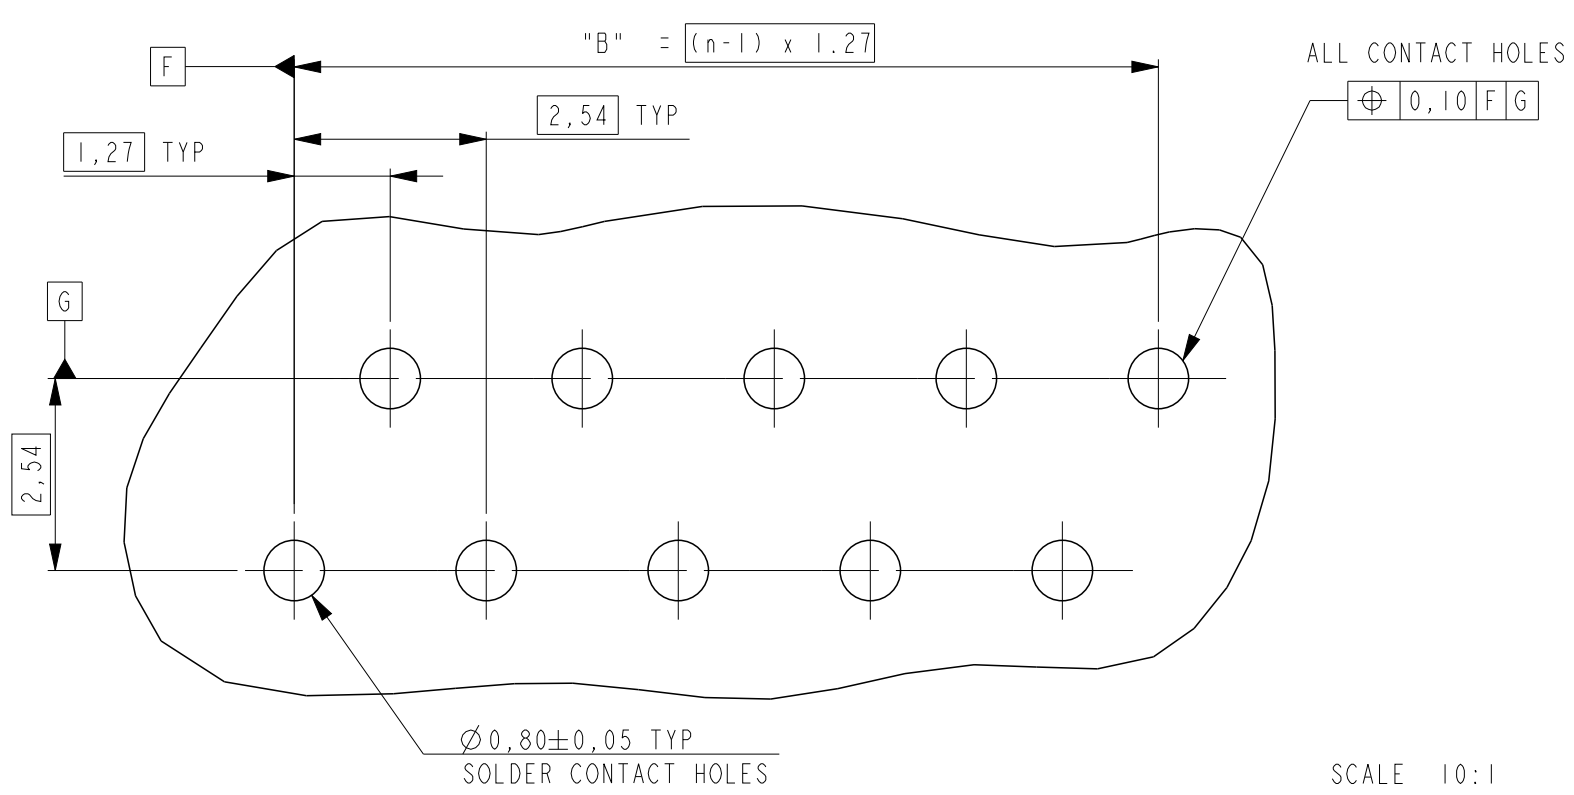 "B" = (n-1) x 1.27
ALL CONTACT HOLES
F
⌖ 0,10 F G
2,54 TYP
1,27 TYP
G
2,54
Ø0,80±0,05 TYP
SOLDER CONTACT HOLES
SCALE 10:1